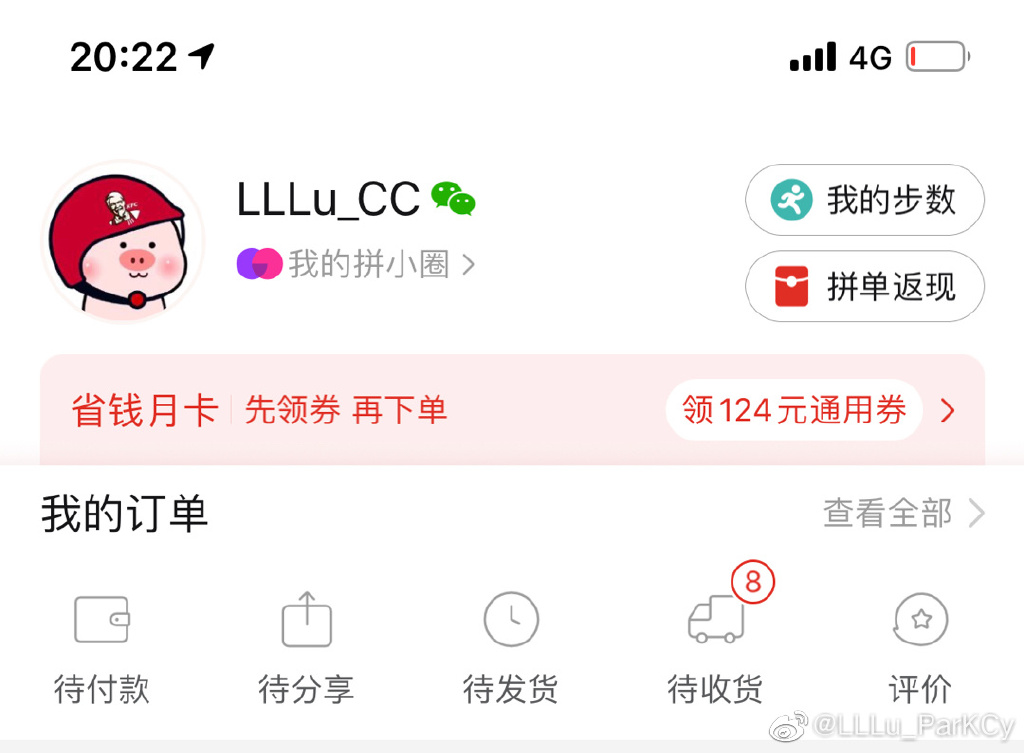 20:22 4G
LLLu_CC
我的步数
我的拼小圈
拼单返现
KFC
省钱月卡 先领券 再下单 领124元通用券
我的订单 查看全部
8
待付款 待分享 待发货 待收货 评价
@LLLu_ParKCy